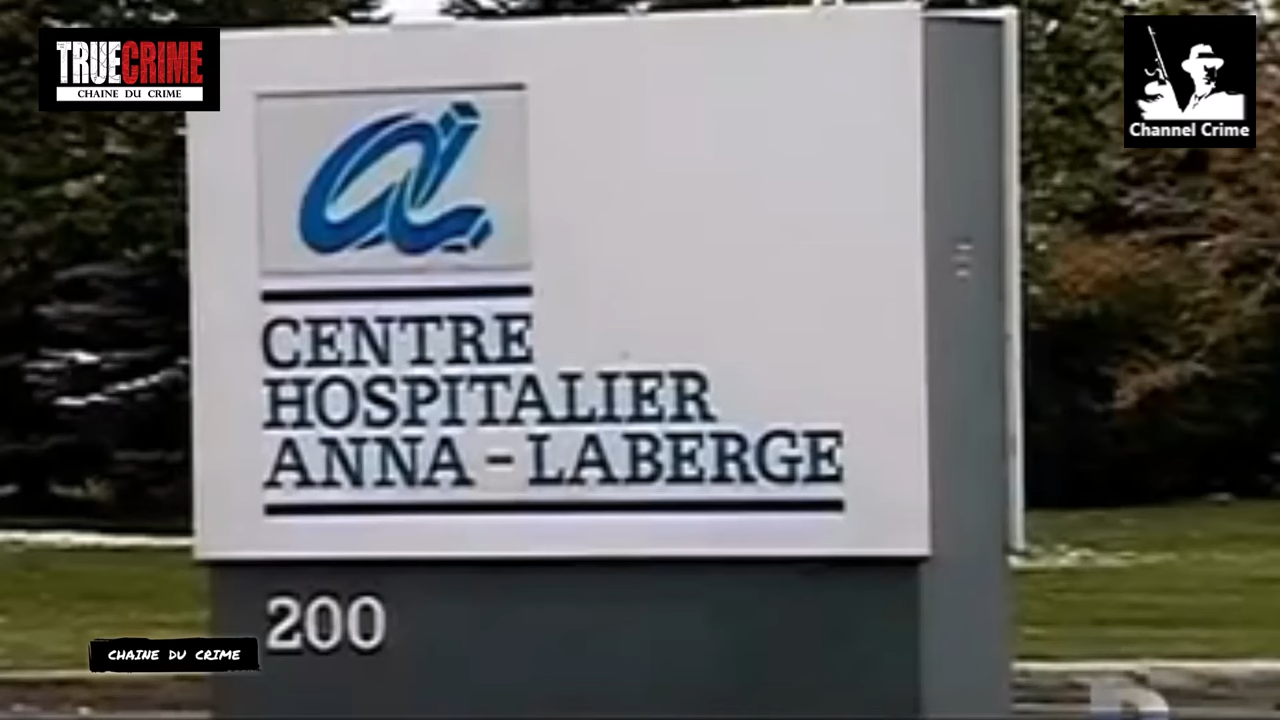 TRUECRIME
CHAINE DU CRIME
Channel Crime
CENTRE
HOSPITALIER
ANNA-LABERGE
200
CHAINE DU CRIME